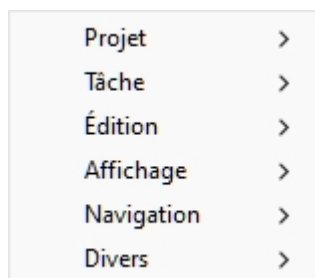 Projet
Tâche
Édition
Affichage
Navigation
Divers